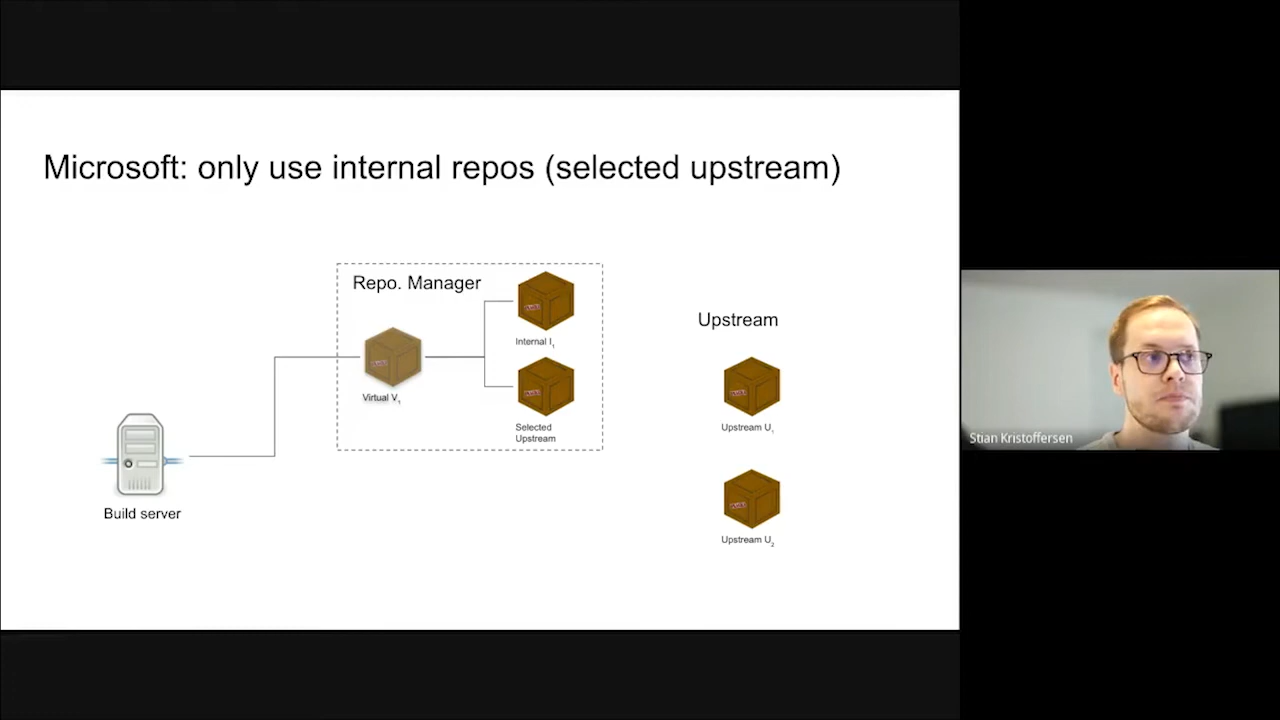 Microsoft: only use internal repos (selected upstream)
Repo. Manager
Internal I1
Virtual V1
Selected
Upstream
Build server
Upstream
Upstream U1
Upstream U2
Stian Kristoffersen